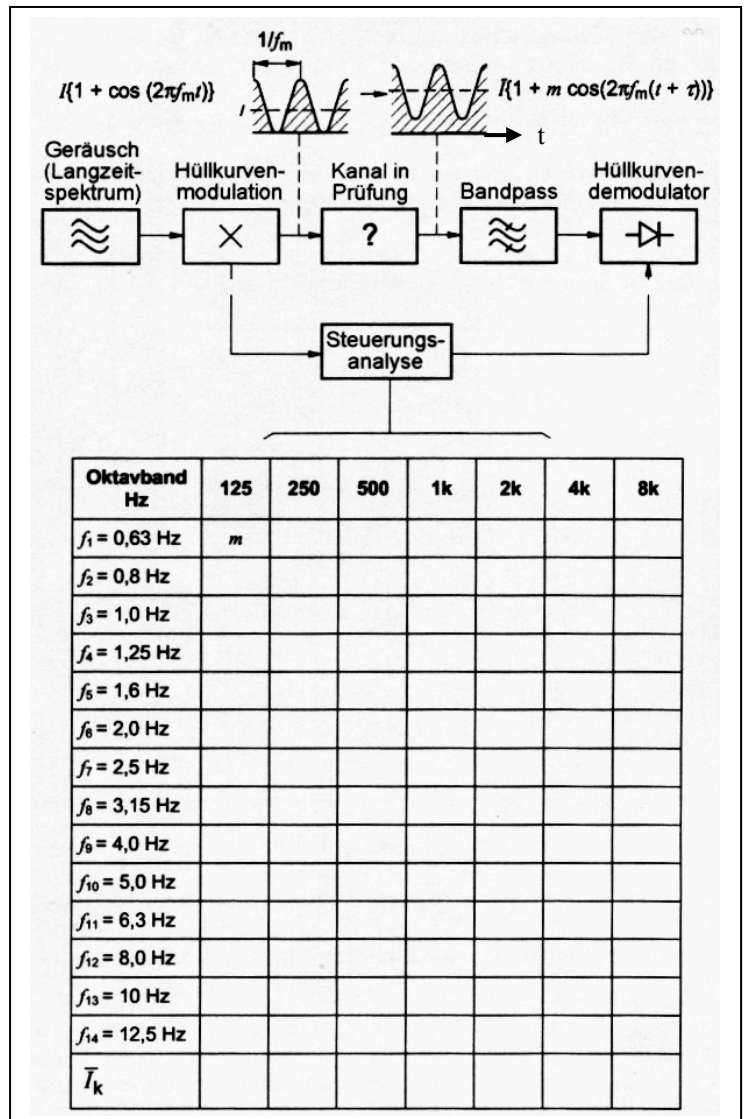 1/fm
I{1 + cos (2πfmt)}
I
Ī{1 + m cos(2πfm(t + τ))}
t
Geräusch
(Langzeit-
spektrum)
Hüllkurven-
modulation
Kanal in
Prüfung
Bandpass
Hüllkurven-
demodulator
×
?
Steuerungs-
analyse
Oktavband
Hz 125 250 500 1k 2k 4k 8k
f1 = 0,63 Hz m
f2 = 0,8 Hz
f3 = 1,0 Hz
f4 = 1,25 Hz
f5 = 1,6 Hz
f6 = 2,0 Hz
f7 = 2,5 Hz
f8 = 3,15 Hz
f9 = 4,0 Hz
f10 = 5,0 Hz
f11 = 6,3 Hz
f12 = 8,0 Hz
f13 = 10 Hz
f14 = 12,5 Hz
Īk